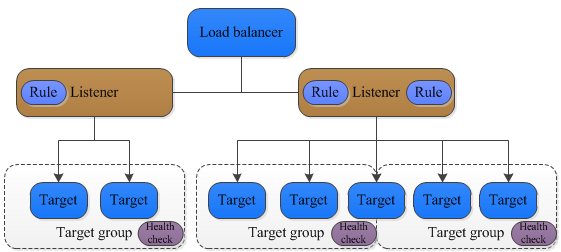 Load balancer
Rule Listener
Rule Listener Rule
Target Target
Target Target Target Target Target
Target group
Health
check
Target group
Health
check
Target group
Health
check